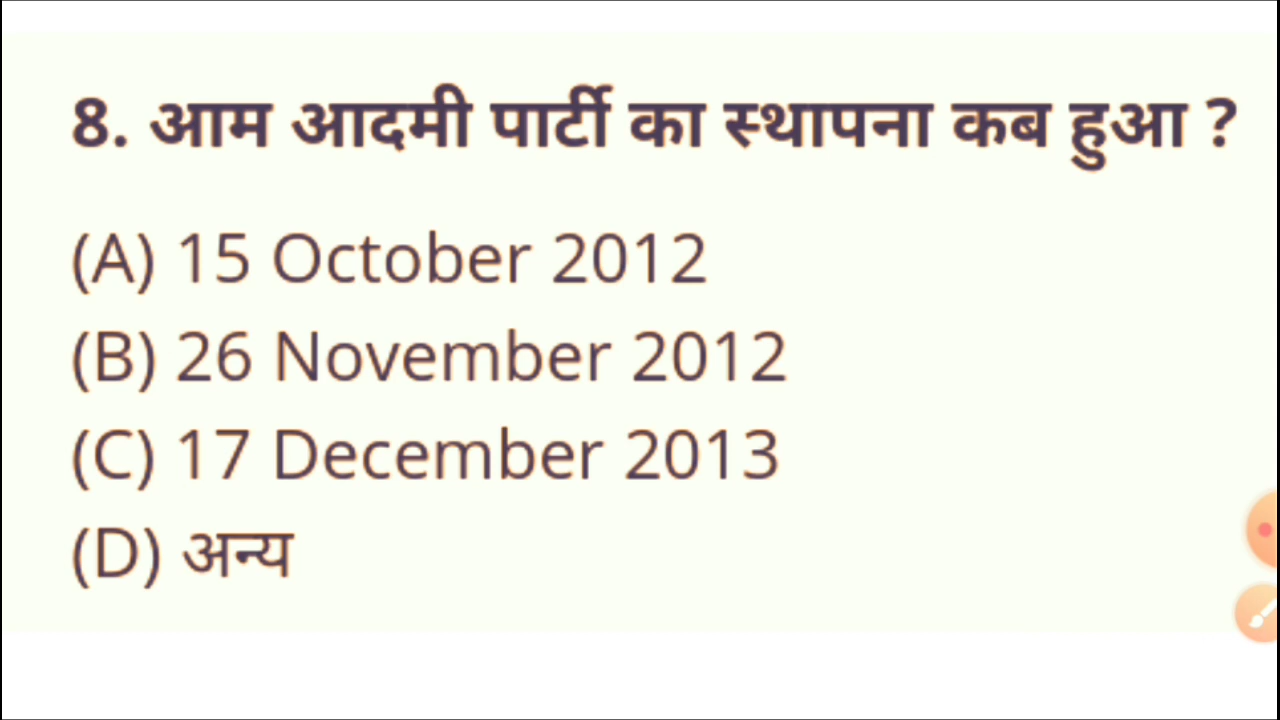 8. आम आदमी पार्टी का स्थापना कब हुआ ?
(A) 15 October 2012
(B) 26 November 2012
(C) 17 December 2013
(D) अन्य